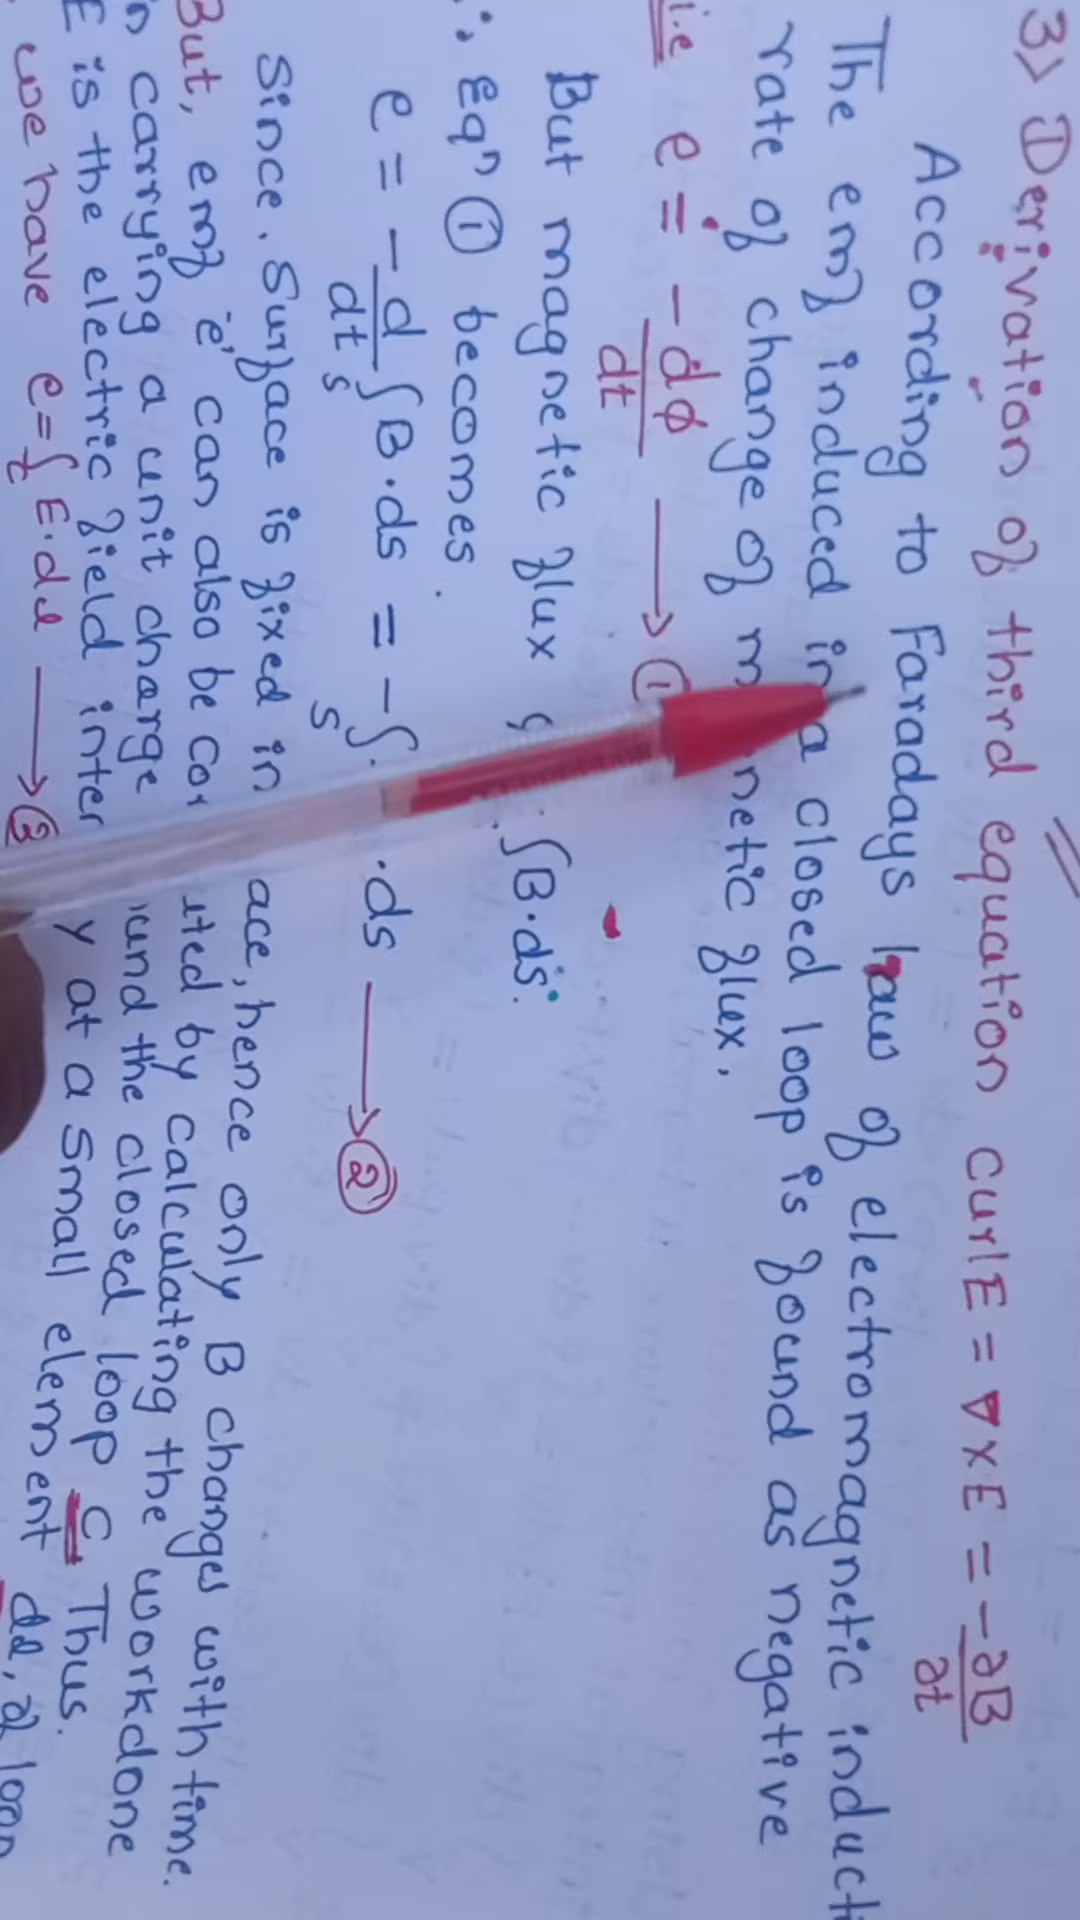 3> ① Derivation of third equation curl E = ∇ x E = -∂B/∂t
According to Faradays law of electromagnetic induct
The emf induced in a closed loop is found as negative
rate of change of magnetic flux.
i.e e = -dφ/dt → ①
But magnetic flux ∫B.ds.
∴ Eqⁿ ① becomes
e = -d/dt ∫s B.ds = -∫s .ds → ②
Since. Surface is fixed in ace, hence only B changes with time.
But, emf 'e' can also be ted by calculating the workdone
in carrying a unit charge und the closed loop C. Thus.
E is the electric field inter y at a small element dl, of loop
we have e = ∫c E.dl → ③